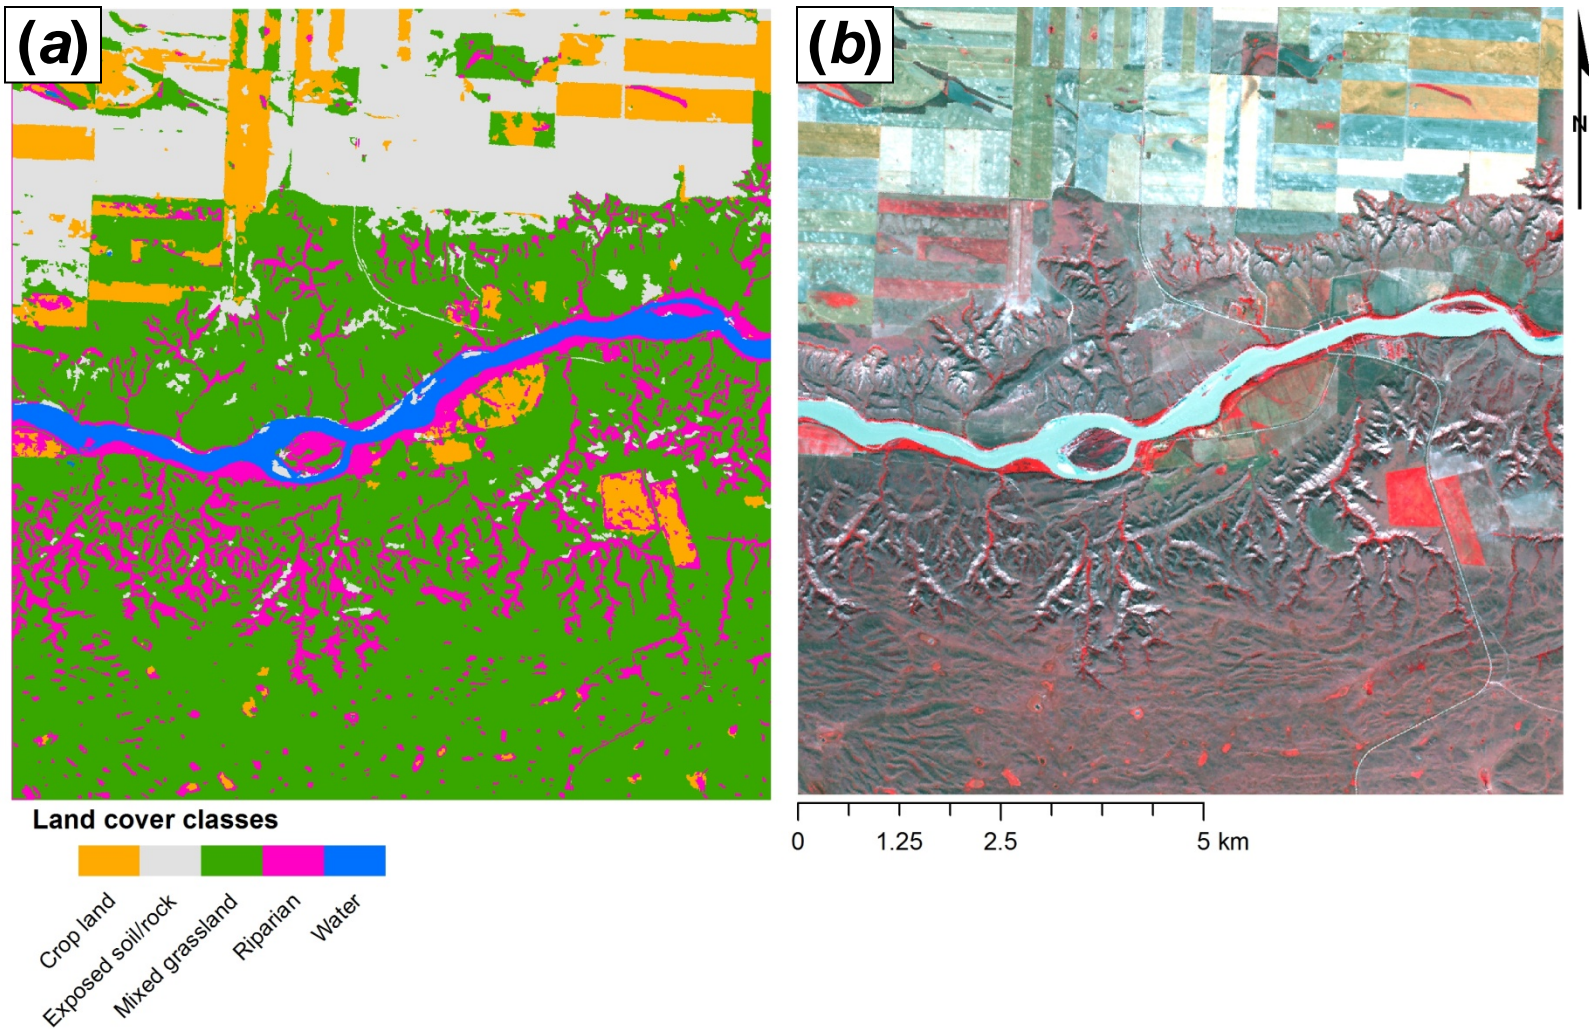 (a)
(b)
N
Land cover classes
Crop land
Exposed soil/rock
Mixed grassland
Riparian
Water
0 1.25 2.5 5 km